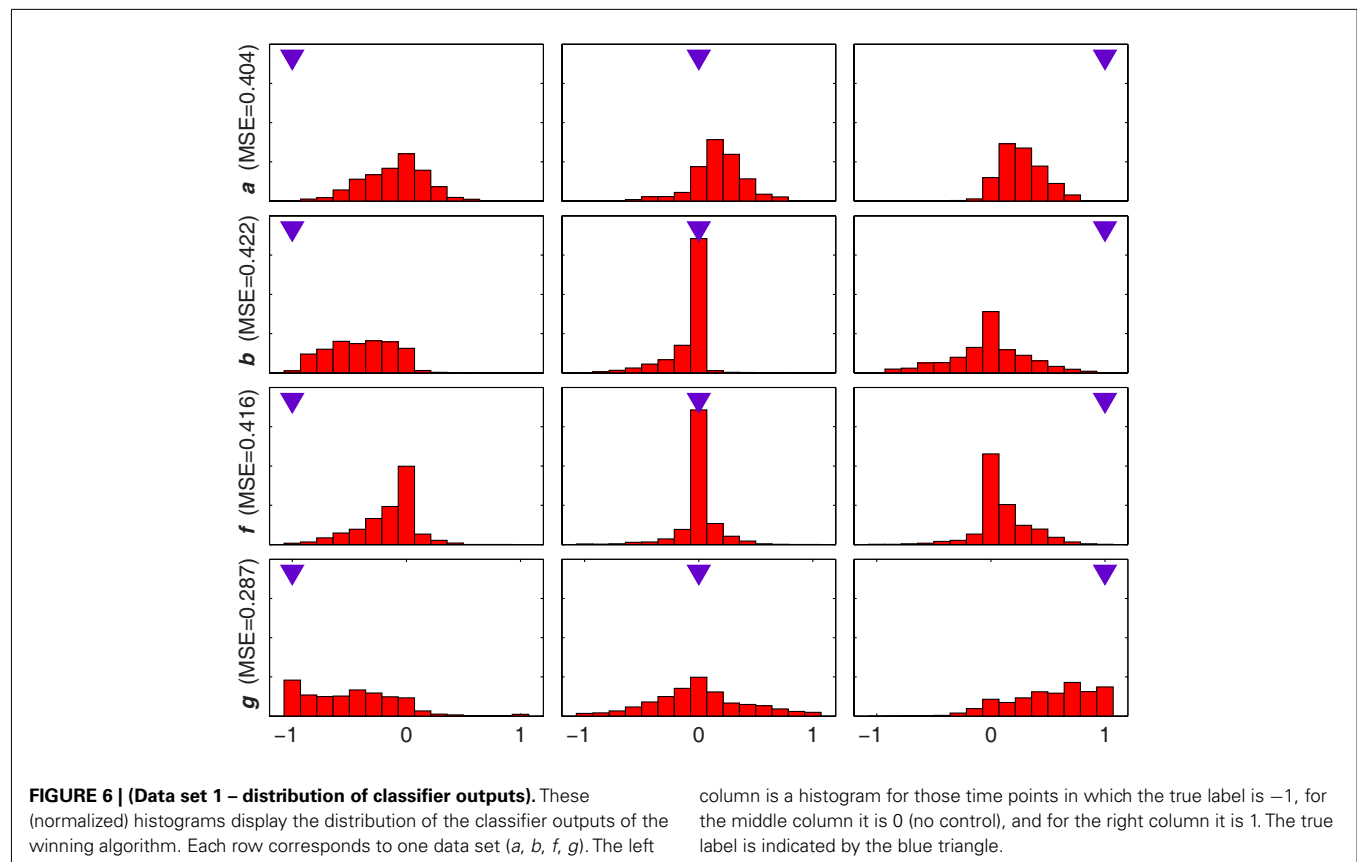 a (MSE=0.404)
b (MSE=0.422)
f (MSE=0.416)
g (MSE=0.287)
−1 0 1 −1 0 1 −1 0 1
FIGURE 6 | (Data set 1 – distribution of classifier outputs). These
(normalized) histograms display the distribution of the classifier outputs of the
winning algorithm. Each row corresponds to one data set (a, b, f, g). The left
column is a histogram for those time points in which the true label is −1, for
the middle column it is 0 (no control), and for the right column it is 1. The true
label is indicated by the blue triangle.